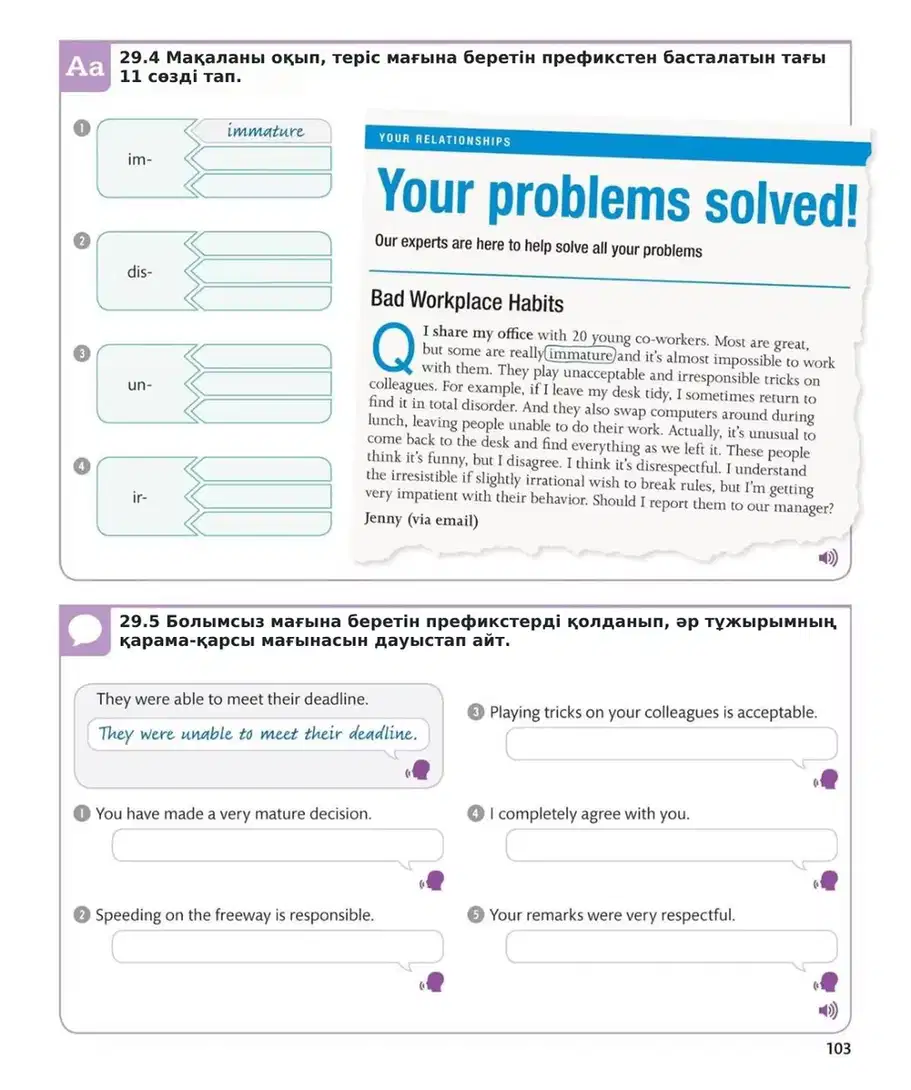 Aa
29.4 Мақаланы оқып, теріс мағына беретін префикстен басталатын тағы
11 сөзді тап.
1
im-
immature
2
dis-
3
un-
4
ir-
YOUR RELATIONSHIPS
Your problems solved!
Our experts are here to help solve all your problems
Bad Workplace Habits
Q I share my office with 20 young co-workers. Most are great,
but some are really immature and it's almost impossible to work
with them. They play unacceptable and irresponsible tricks on
colleagues. For example, if I leave my desk tidy, I sometimes return to
find it in total disorder. And they also swap computers around during
lunch, leaving people unable to do their work. Actually, it's unusual to
come back to the desk and find everything as we left it. These people
think it's funny, but I disagree. I think it's disrespectful. I understand
the irresistible if slightly irrational wish to break rules, but I'm getting
very impatient with their behavior. Should I report them to our manager?
Jenny (via email)
29.5 Болымсыз мағына беретін префикстерді қолданып, әр тұжырымның
қарама-қарсы мағынасын дауыстап айт.
They were able to meet their deadline.
They were unable to meet their deadline.
1 You have made a very mature decision.
2 Speeding on the freeway is responsible.
3 Playing tricks on your colleagues is acceptable.
4 I completely agree with you.
5 Your remarks were very respectful.
103